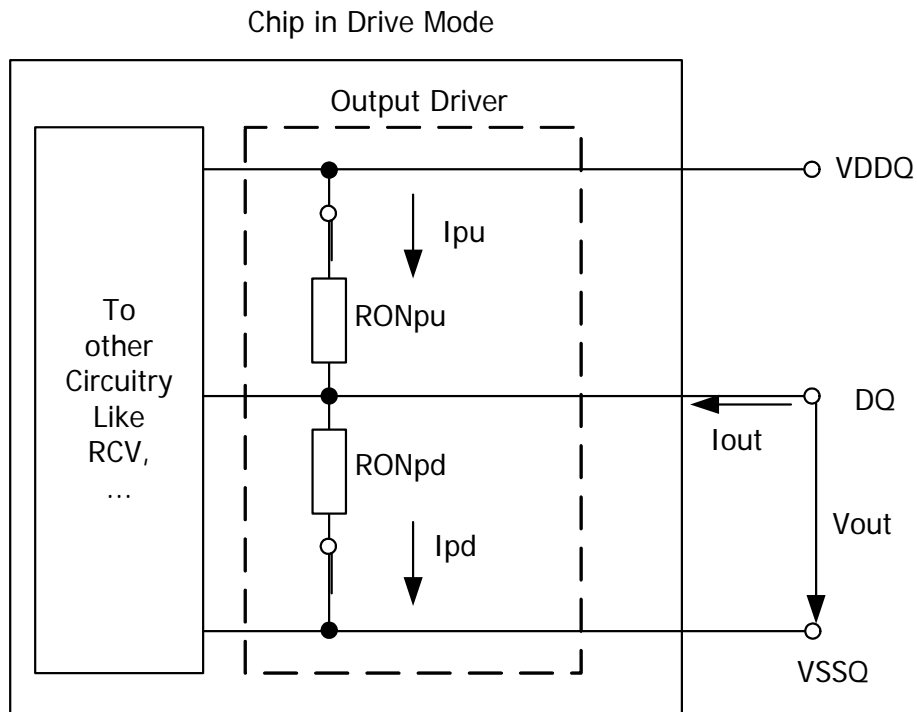 Chip in Drive Mode
Output Driver
VDDQ
Ipu
To
other
Circuitry
Like
RCV,
...
RONpu
DQ
Iout
RONpd
Vout
Ipd
VSSQ